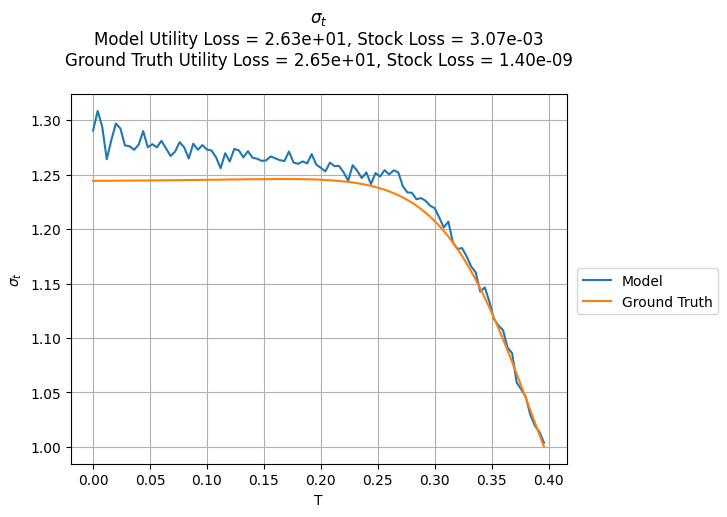 σₜ
Model Utility Loss = 2.63e+01, Stock Loss = 3.07e-03
Ground Truth Utility Loss = 2.65e+01, Stock Loss = 1.40e-09
1.30
1.25
1.20
1.15
1.10
1.05
1.00
σₜ
0.00 0.05 0.10 0.15 0.20 0.25 0.30 0.35 0.40
T
Model
Ground Truth